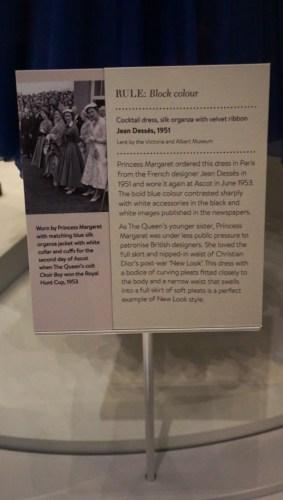 RULE: Block colour
Cocktail dress, silk organza with velvet ribbon
Jean Dessès, 1951
Lent by the Victoria and Albert Museum
Princess Margaret ordered this dress in Paris
from the French designer Jean Dessès in
1951 and wore it again at Ascot in June 1953.
The bold blue colour contrasted sharply
with white accessories in the black and
white images published in the newspapers.
As The Queen's younger sister, Princess
Margaret was under less public pressure to
patronise British designers. She loved the
full skirt and nipped-in waist of Christian
Dior's post-war 'New Look'. This dress with
a bodice of curving pleats fitted closely to
the body and a narrow waist that swells
into a full skirt of soft pleats is a perfect
example of New Look style.
Worn by Princess Margaret
with matching blue silk
organza jacket with white
collar and cuffs for the
second day of Ascot
when The Queen's colt
Choir Boy won the Royal
Hunt Cup, 1953